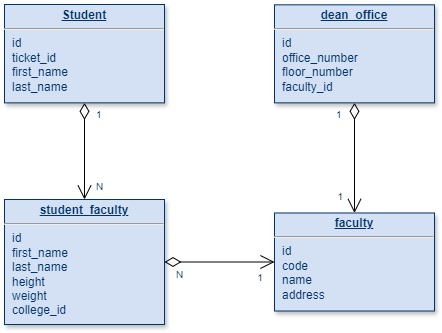 Student
id
ticket_id
first_name
last_name
1
N
dean_office
id
office_number
floor_number
faculty_id
1
1
student_faculty
id
first_name
last_name
height
weight
college_id
N
1
faculty
id
code
name
address